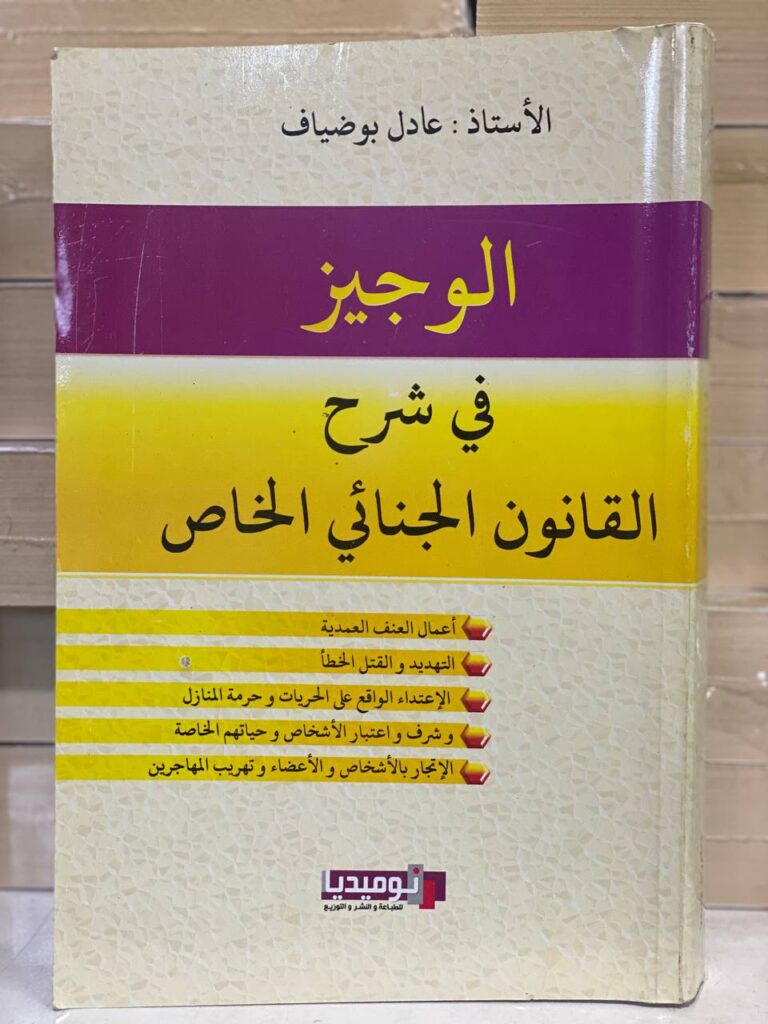 الأستاذ : عادل بوضياف
الوجيز
في شرح
القانون الجنائي الخاص
أعمال العنف العمدية
التهديد و القتل الخطأ
الإعتداء الواقع على الحريات و حرمة المنازل
و شرف و اعتبار الأشخاص و حياتهم الخاصة
الإتجار بالأشخاص و الأعضاء و تهريب المهاجرين
نوميديا
للطباعة و النشر و التوزيع